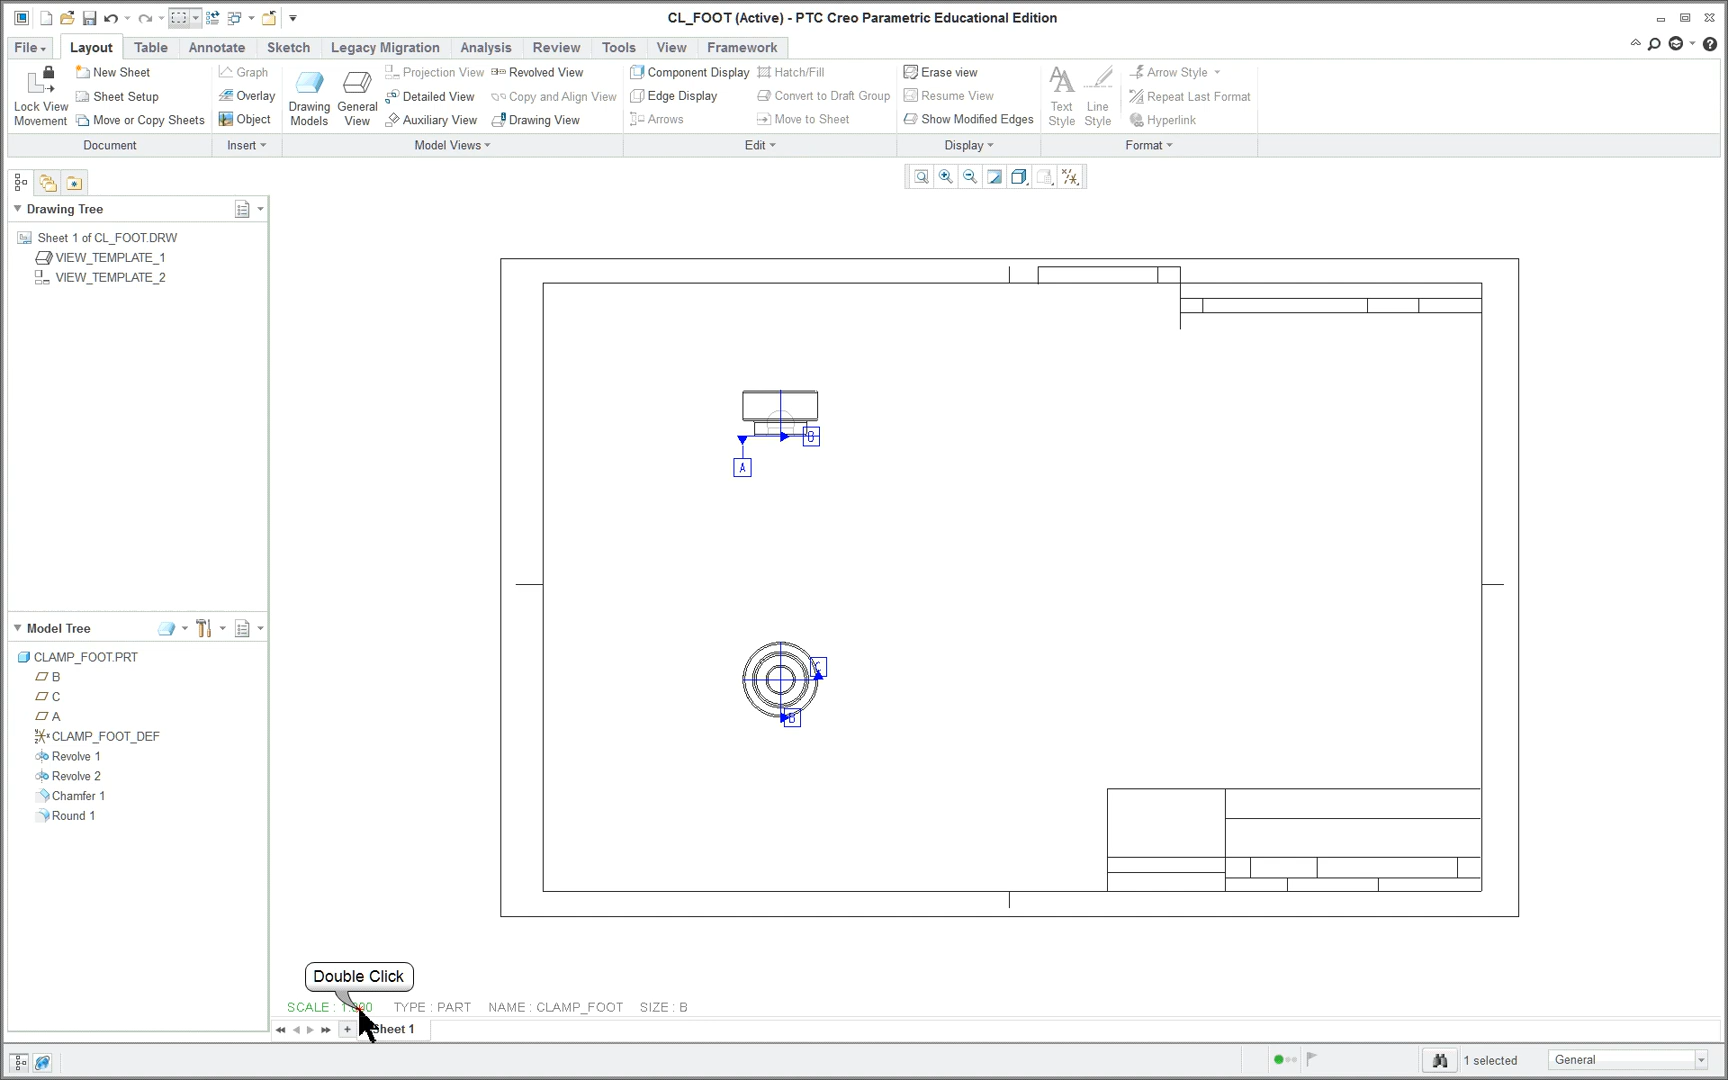 CL_FOOT (Active) - PTC Creo Parametric Educational Edition
File Layout Table Annotate Sketch Legacy Migration Analysis Review Tools View Framework
Lock View Movement
New Sheet
Sheet Setup
Move or Copy Sheets
Document
Graph
Overlay
Object
Insert
Drawing Models
General View
Projection View
Detailed View
Auxiliary View
Revolved View
Copy and Align View
Drawing View
Model Views
Component Display
Edge Display
Arrows
Hatch/Fill
Convert to Draft Group
Move to Sheet
Edit
Erase view
Resume View
Show Modified Edges
Display
Text Style
Line Style
Arrow Style
Repeat Last Format
Hyperlink
Format
Drawing Tree
Sheet 1 of CL_FOOT.DRW
VIEW_TEMPLATE_1
VIEW_TEMPLATE_2
Model Tree
CLAMP_FOOT.PRT
B
C
A
CLAMP_FOOT_DEF
Revolve 1
Revolve 2
Chamfer 1
Round 1
B
A
C
B
Double Click
SCALE : 1.000 TYPE : PART NAME : CLAMP_FOOT SIZE : B
Sheet 1
1 selected
General